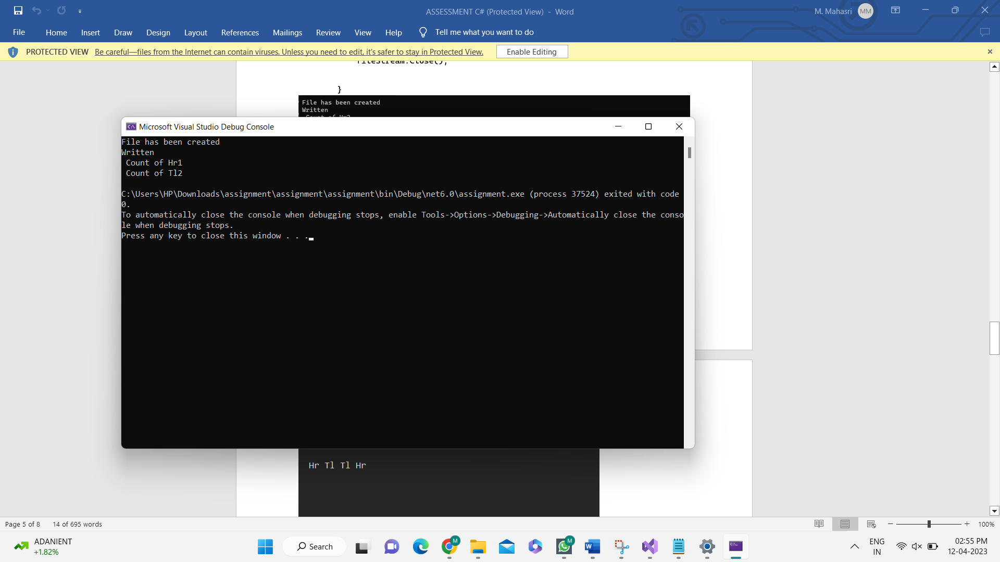 ASSESSMENT C# (Protected View) - Word
M. Mahasri MM
File Home Insert Draw Design Layout References Mailings Review View Help Tell me what you want to do
PROTECTED VIEW Be careful—files from the Internet can contain viruses. Unless you need to edit, it's safer to stay in Protected View. Enable Editing
fileStream.Close();
}
File has been created
Written
Count of Hr2
Microsoft Visual Studio Debug Console
File has been created
Written
Count of Hr1
Count of Tl2
C:\Users\HP\Downloads\assignment\assignment\assignment\bin\Debug\net6.0\assignment.exe (process 37524) exited with code
0.
To automatically close the console when debugging stops, enable Tools->Options->Debugging->Automatically close the conso
le when debugging stops.
Press any key to close this window . . .
Hr Tl Tl Hr
Page 5 of 8 14 of 695 words
100%
ADANIENT
+1.82%
Search
M
M
ENG
IN
02:55 PM
12-04-2023